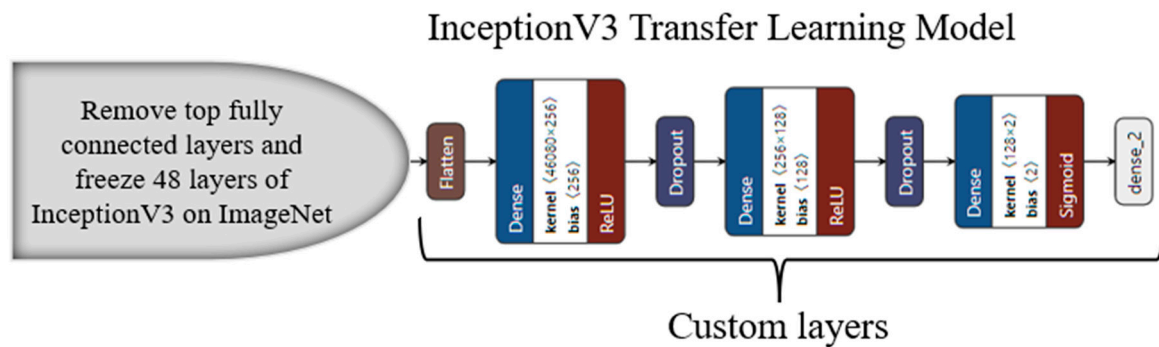 InceptionV3 Transfer Learning Model
Remove top fully
connected layers and
freeze 48 layers of
InceptionV3 on ImageNet
Flatten
Dense
kernel ⟨46080×256⟩
bias ⟨256⟩
ReLU
Dropout
Dense
kernel ⟨256×128⟩
bias ⟨128⟩
ReLU
Dropout
Dense
kernel ⟨128×2⟩
bias ⟨2⟩
Sigmoid
dense_2
Custom layers